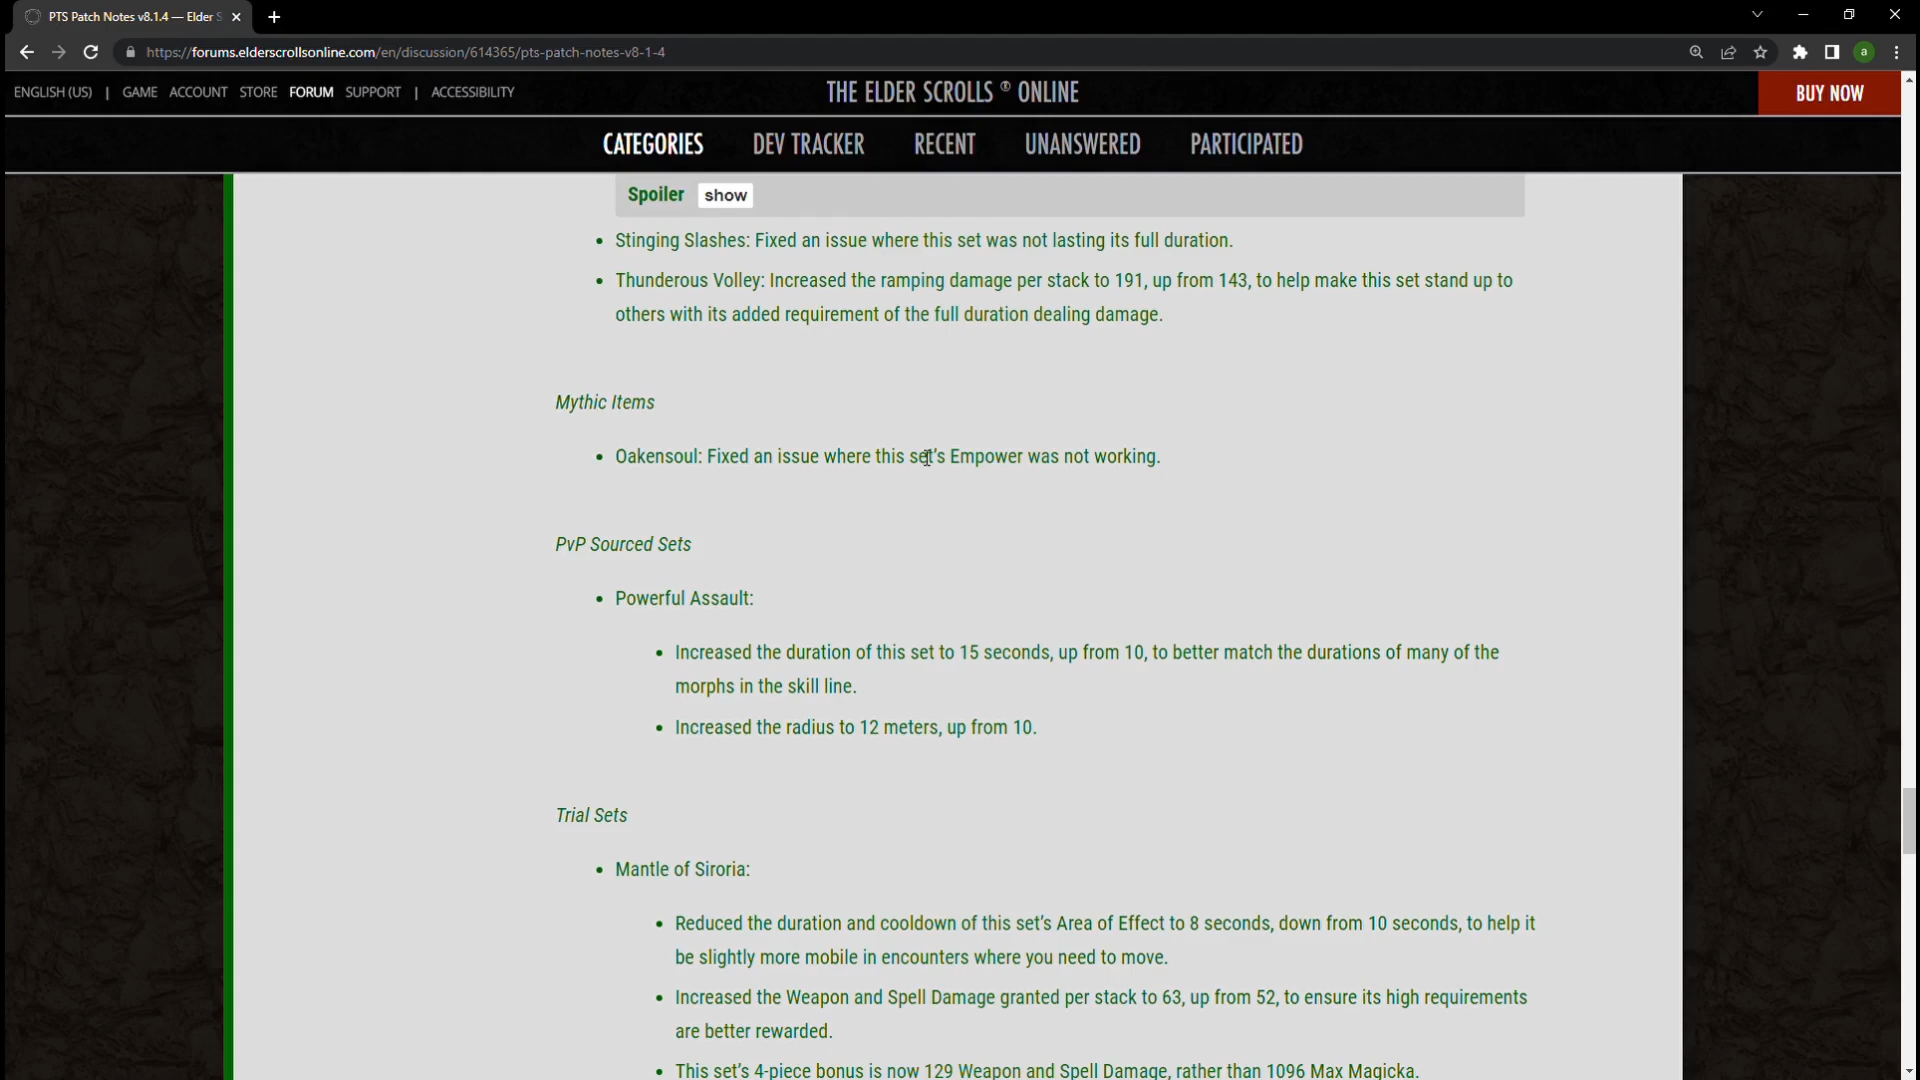 PTS Patch Notes v8.1.4 — Elder S
https://forums.elderscrollsonline.com/en/discussion/614365/pts-patch-notes-v8-1-4
a
ENGLISH (US) | GAME ACCOUNT STORE FORUM SUPPORT | ACCESSIBILITY
THE ELDER SCROLLS ® ONLINE
BUY NOW
CATEGORIES DEV TRACKER RECENT UNANSWERED PARTICIPATED
Spoiler show
• Stinging Slashes: Fixed an issue where this set was not lasting its full duration.
• Thunderous Volley: Increased the ramping damage per stack to 191, up from 143, to help make this set stand up to
others with its added requirement of the full duration dealing damage.
Mythic Items
• Oakensoul: Fixed an issue where this set's Empower was not working.
PvP Sourced Sets
• Powerful Assault:
• Increased the duration of this set to 15 seconds, up from 10, to better match the durations of many of the
morphs in the skill line.
• Increased the radius to 12 meters, up from 10.
Trial Sets
• Mantle of Siroria:
• Reduced the duration and cooldown of this set's Area of Effect to 8 seconds, down from 10 seconds, to help it
be slightly more mobile in encounters where you need to move.
• Increased the Weapon and Spell Damage granted per stack to 63, up from 52, to ensure its high requirements
are better rewarded.
• This set's 4-piece bonus is now 129 Weapon and Spell Damage, rather than 1096 Max Magicka.